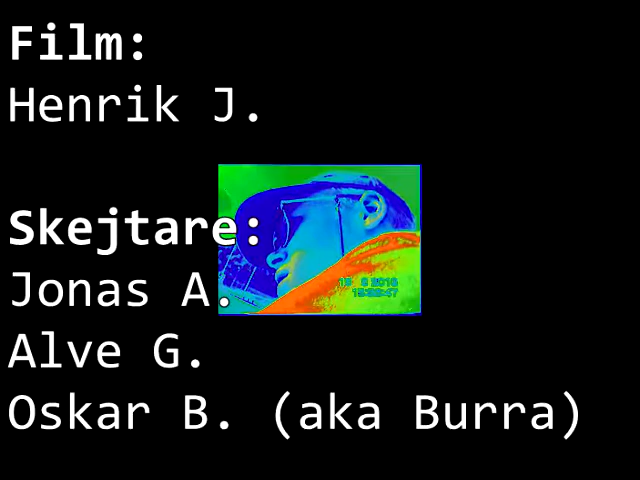 Film:
Henrik J.
Skejtare:
Jonas A.
Alve G.
Oskar B. (aka Burra)